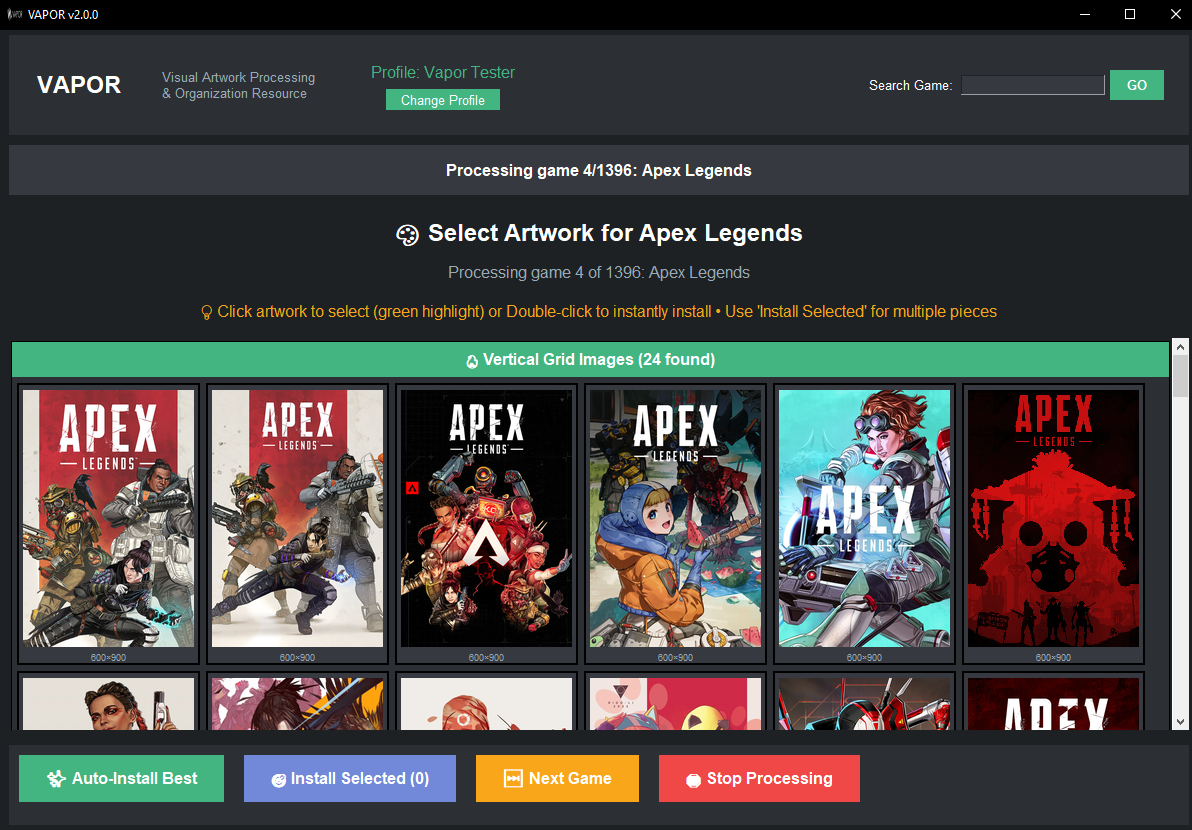 VAPOR v2.0.0
VAPOR
Visual Artwork Processing
& Organization Resource
Profile: Vapor Tester
Change Profile
Search Game:
GO
Processing game 4/1396: Apex Legends
Select Artwork for Apex Legends
Processing game 4 of 1396: Apex Legends
Click artwork to select (green highlight) or Double-click to instantly install • Use 'Install Selected' for multiple pieces
Vertical Grid Images (24 found)
APEX
LEGENDS
APEX
LEGENDS
APEX
LEGENDS
APEX
LEGENDS
APEX
LEGENDS
APEX
LEGENDS
600×900
600×900
600×900
600×900
600×900
600×900
APEX
Auto-Install Best
Install Selected (0)
Next Game
Stop Processing